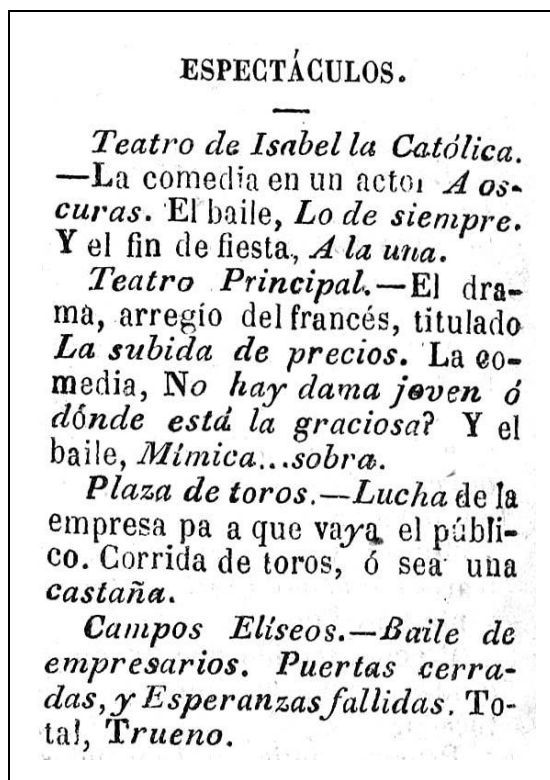 ESPECTÁCULOS.
Teatro de Isabel la Católica.
—La comedia en un acto: A os-
curas. El baile, Lo de siempre.
Y el fin de fiesta, A la una.
Teatro Principal.—El dra-
ma, arregío del francés, titulado
La subida de precios. La co-
media, No hay dama joven ó
dónde está la graciosa? Y el
baile, Mímica...sobra.
Plaza de toros.—Lucha de la
empresa pa a que vaya el públi-
co. Corrida de toros, ó sea una
castaña.
Campos Elíseos.—Baile de
empresarios. Puertas cerra-
das, y Esperanzas fallidas. To-
tal, Trueno.